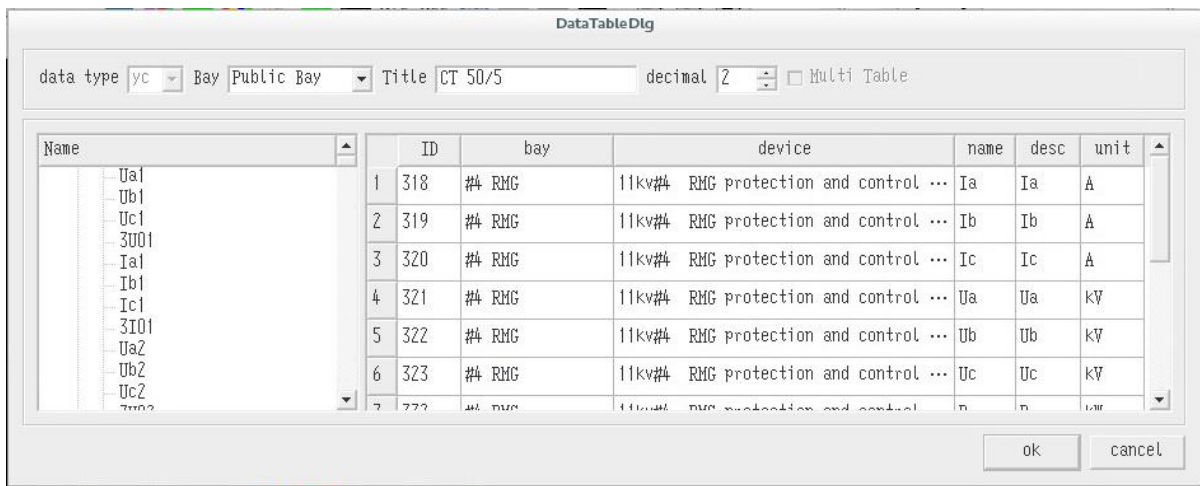 DataTableDlg
data type yc Bay Public Bay Title CT 50/5 decimal 2 Multi Table
Name
Ua1
Ub1
Uc1
3U01
Ia1
Ib1
Ic1
3I01
Ua2
Ub2
Uc2
ID bay device name desc unit
1 318 #4 RMG 11kv#4 RMG protection and control ... Ia Ia A
2 319 #4 RMG 11kv#4 RMG protection and control ... Ib Ib A
3 320 #4 RMG 11kv#4 RMG protection and control ... Ic Ic A
4 321 #4 RMG 11kv#4 RMG protection and control ... Ua Ua kV
5 322 #4 RMG 11kv#4 RMG protection and control ... Ub Ub kV
6 323 #4 RMG 11kv#4 RMG protection and control ... Uc Uc kV
ok cancel